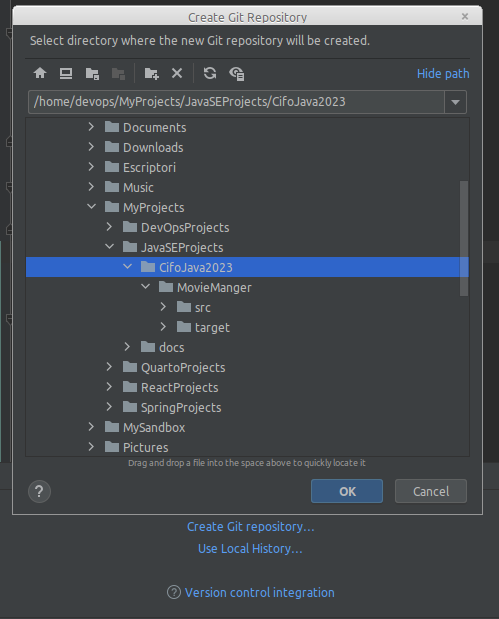 Create Git Repository
Select directory where the new Git repository will be created.
Hide path
/home/devops/MyProjects/JavaSEProjects/CifoJava2023
Documents
Downloads
Escriptori
Music
MyProjects
DevOpsProjects
JavaSEProjects
CifoJava2023
MovieManger
src
target
docs
QuartoProjects
ReactProjects
SpringProjects
MySandbox
Pictures
Drag and drop a file into the space above to quickly locate it
? OK Cancel
Create Git repository...
Use Local History...
? Version control integration